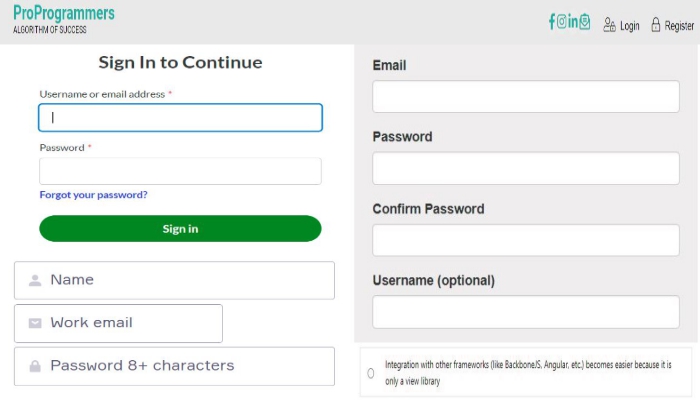 ProProgrammers
ALGORITHM OF SUCCESS
Login
Register
Sign In to Continue
Username or email address *
Password *
Forgot your password?
Sign in
Name
Work email
Password 8+ characters
Email
Password
Confirm Password
Username (optional)
Integration with other frameworks (like BackboneJS, Angular, etc.) becomes easier because it is
only a view library